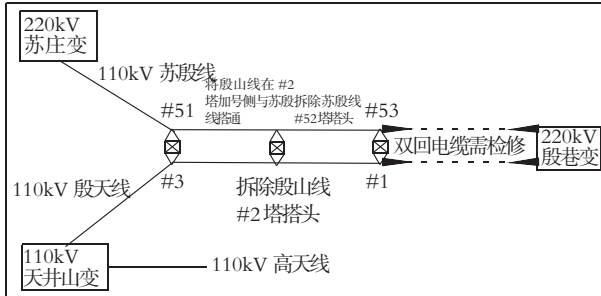 220kV
苏庄变
110kV 苏殷线
将殷山线在 #2
塔加号侧与苏殷拆除苏殷线
线搭通
#52塔搭头
#51
#53
双回电缆需检修
220kV
殷巷变
#3
#1
110kV 殷天线
拆除殷山线
#2塔搭头
110kV
天井山变
110kV 高天线